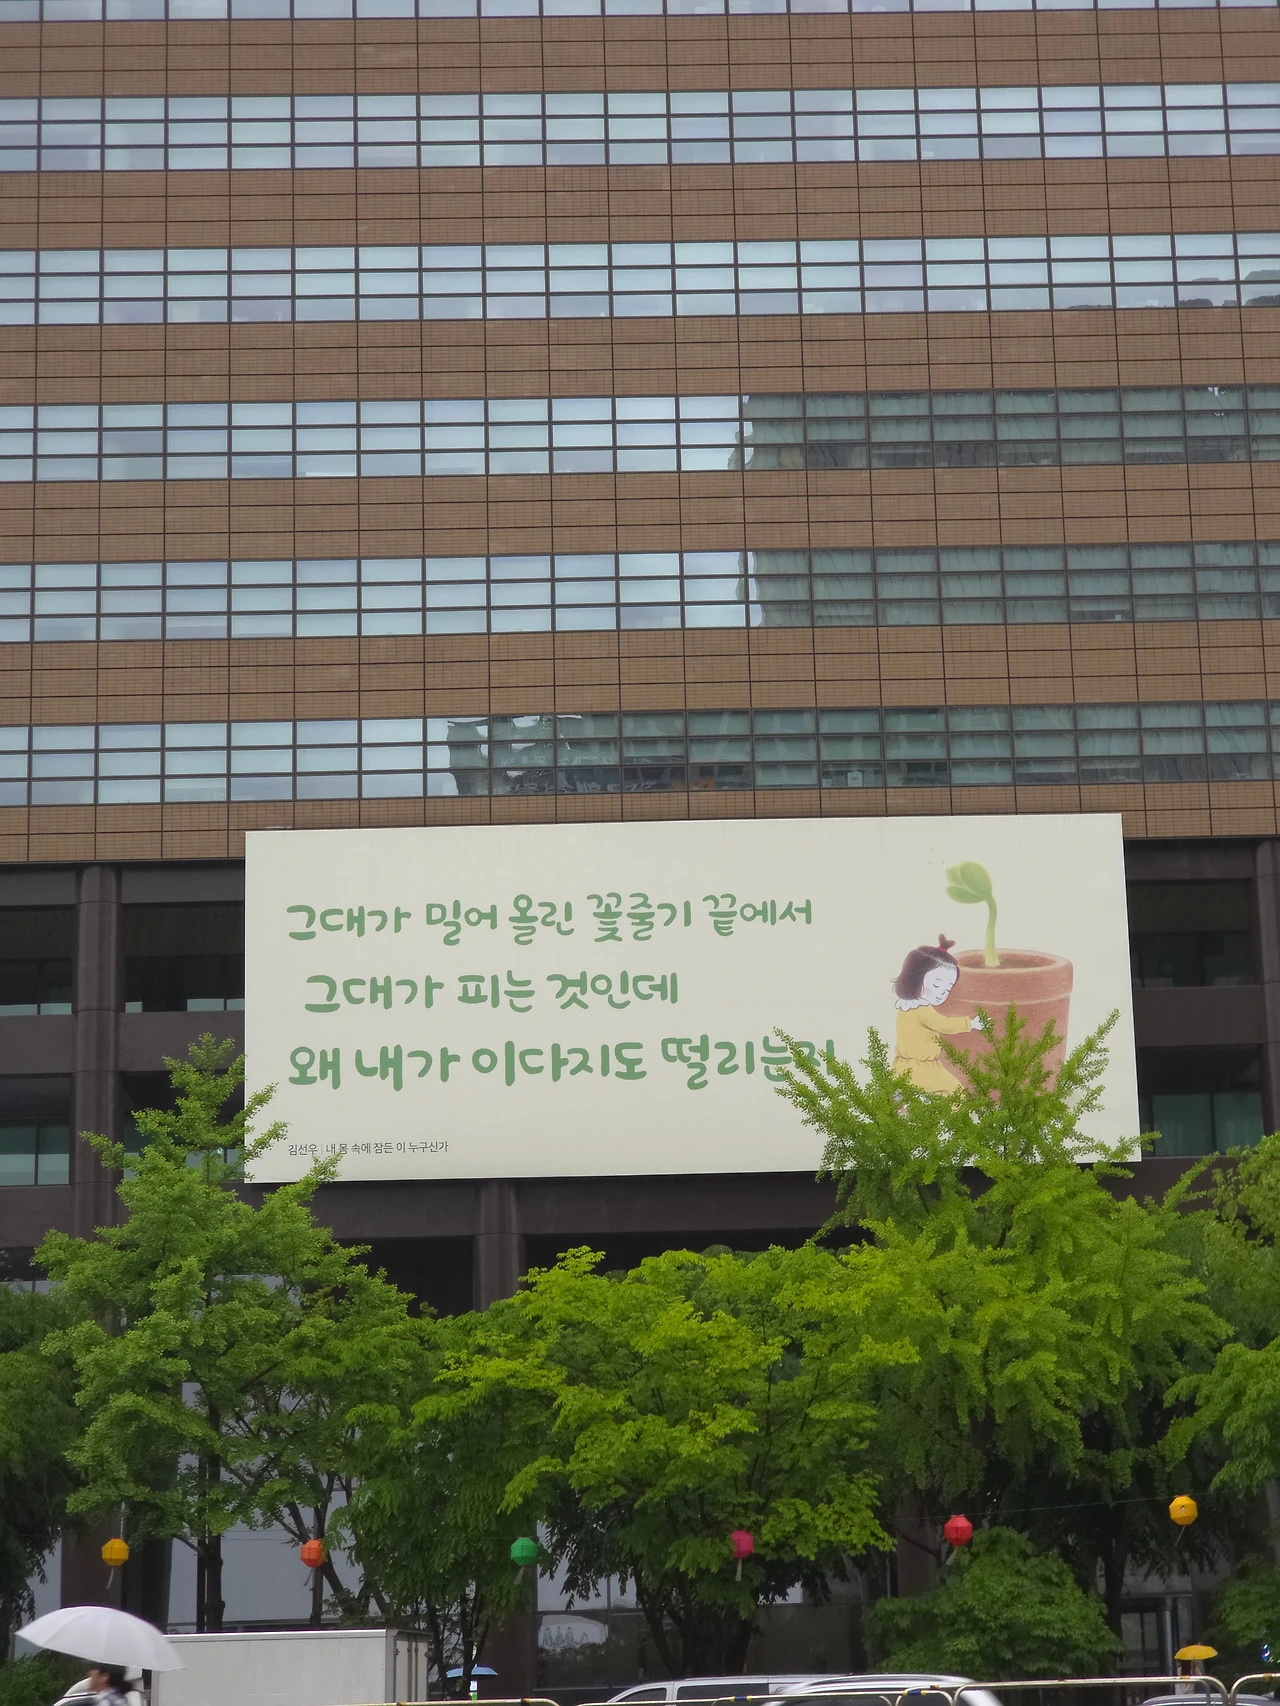 그대가 밀어 올린 꽃줄기 끝에서
그대가 피는 것인데
왜 내가 이다지도 떨리는지
김선우 | 내 몸 속에 잠든 이 누구신가